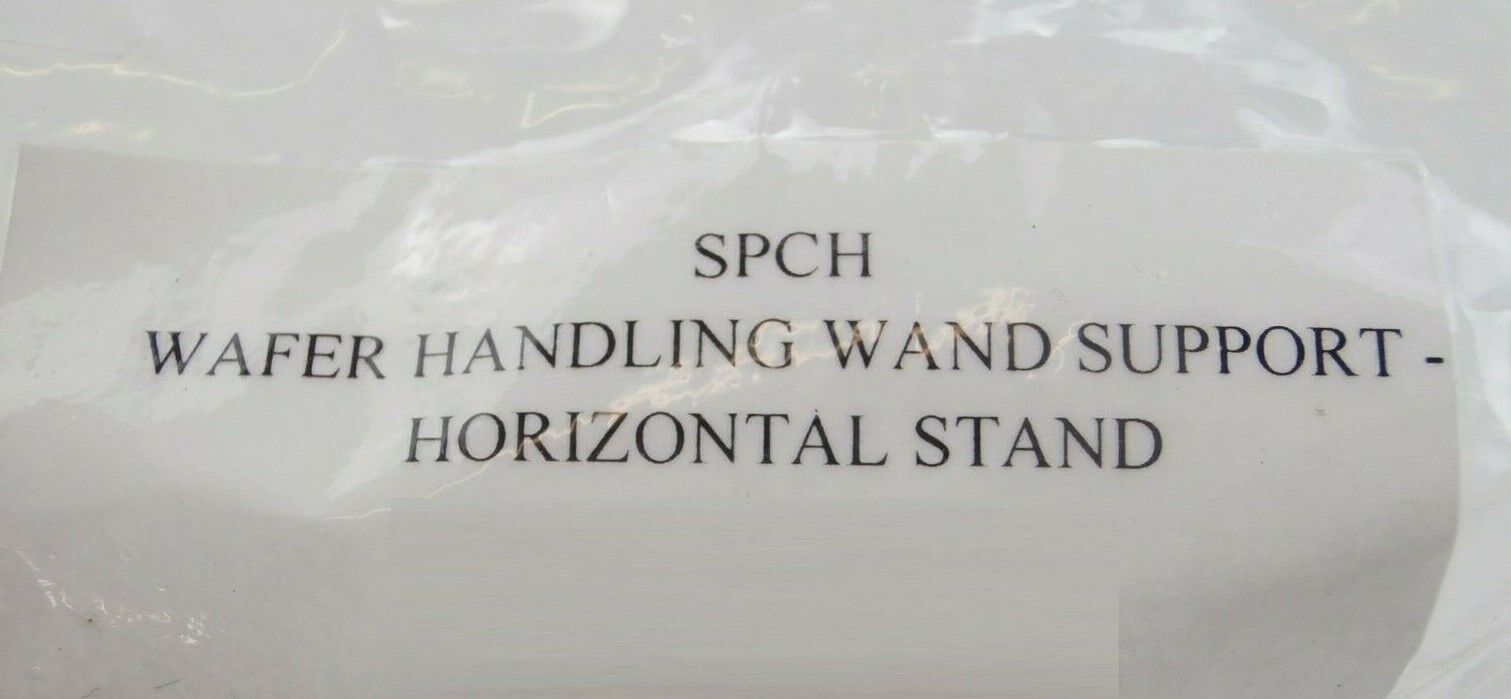 SPCH
WAFER HANDLING WAND SUPPORT -
HORIZONTAL STAND